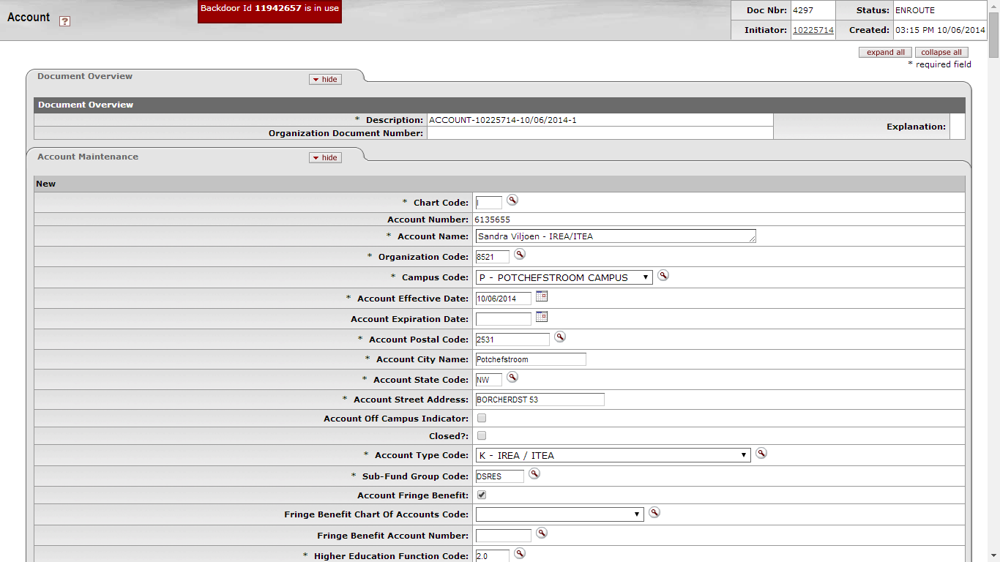 Account ?
Backdoor Id 11942657 is in use
Doc Nbr: 4297 Status: ENROUTE
Initiator: 10225714 Created: 03:15 PM 10/06/2014
expand all collapse all
* required field
Document Overview hide
Document Overview
* Description: ACCOUNT-10225714-10/06/2014-1
Explanation:
Organization Document Number:
Account Maintenance hide
New
* Chart Code: I
Account Number: 6135655
* Account Name: Sandra Viljoen - IREA/ITEA
* Organization Code: 8521
* Campus Code: P - POTCHEFSTROOM CAMPUS
* Account Effective Date: 10/06/2014
Account Expiration Date:
* Account Postal Code: 2531
* Account City Name: Potchefstroom
* Account State Code: NW
* Account Street Address: BORCHERDST 53
Account Off Campus Indicator:
Closed?:
* Account Type Code: K - IREA / ITEA
* Sub-Fund Group Code: DSRES
Account Fringe Benefit:
Fringe Benefit Chart Of Accounts Code:
Fringe Benefit Account Number:
* Higher Education Function Code: 2.0